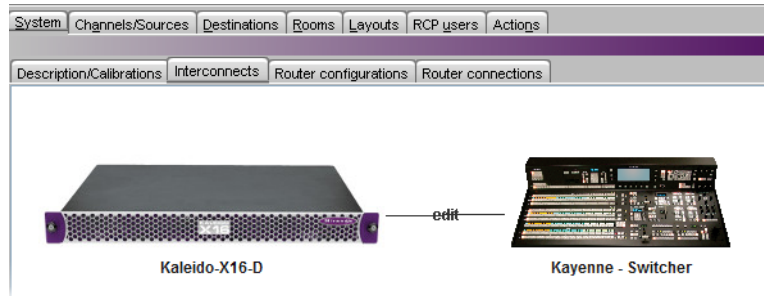 System Channels/Sources Destinations Rooms Layouts RCP users Actions
Description/Calibrations Interconnects Router configurations Router connections
X16
edit
Kaleido-X16-D Kayenne - Switcher